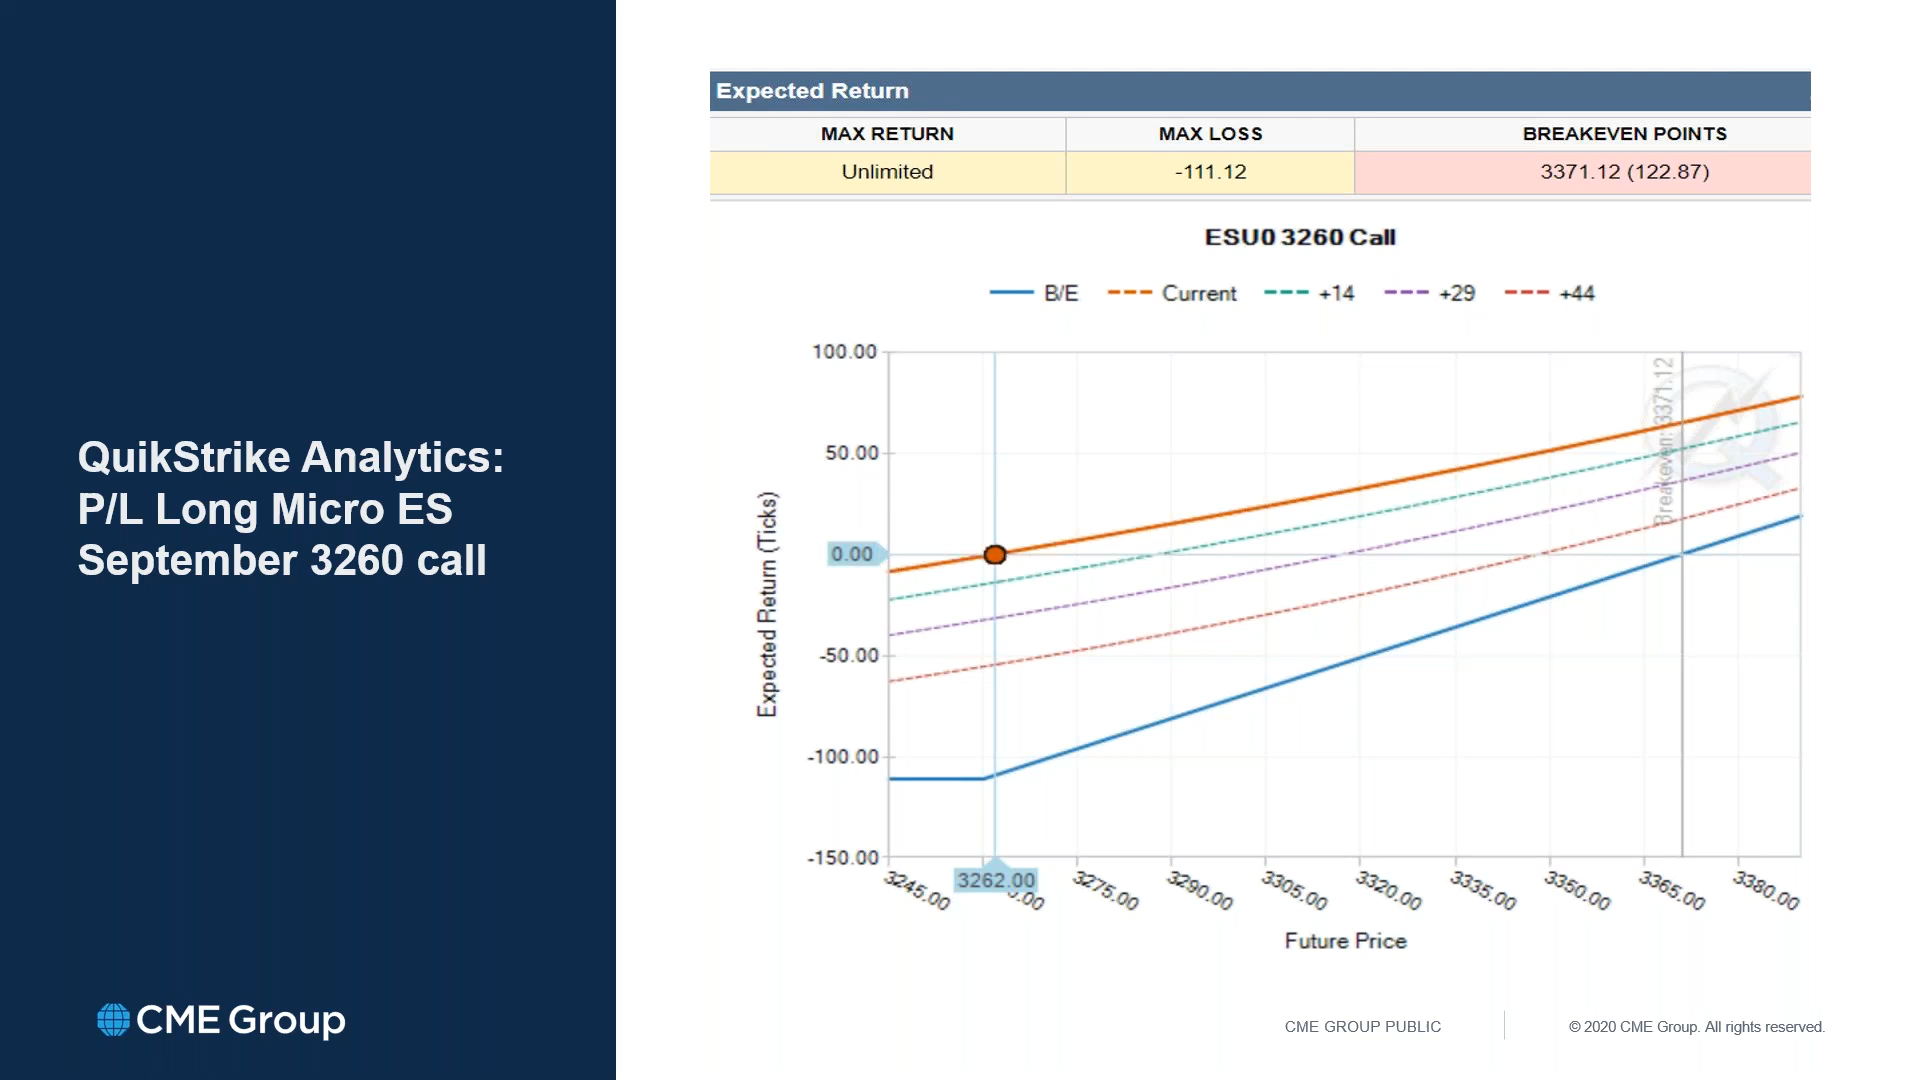 QuikStrike Analytics:
P/L Long Micro ES
September 3260 call
CME Group
Expected Return
MAX RETURN MAX LOSS BREAKEVEN POINTS
Unlimited -111.12 3371.12 (122.87)
ESU0 3260 Call
B/E Current +14 +29 +44
Breakeven: 3371.12
100.00
50.00
0.00
-50.00
-100.00
-150.00
Expected Return (Ticks)
3245.00 3262.00 3275.00 3290.00 3305.00 3320.00 3335.00 3350.00 3365.00 3380.00
Future Price
CME GROUP PUBLIC
© 2020 CME Group. All rights reserved.